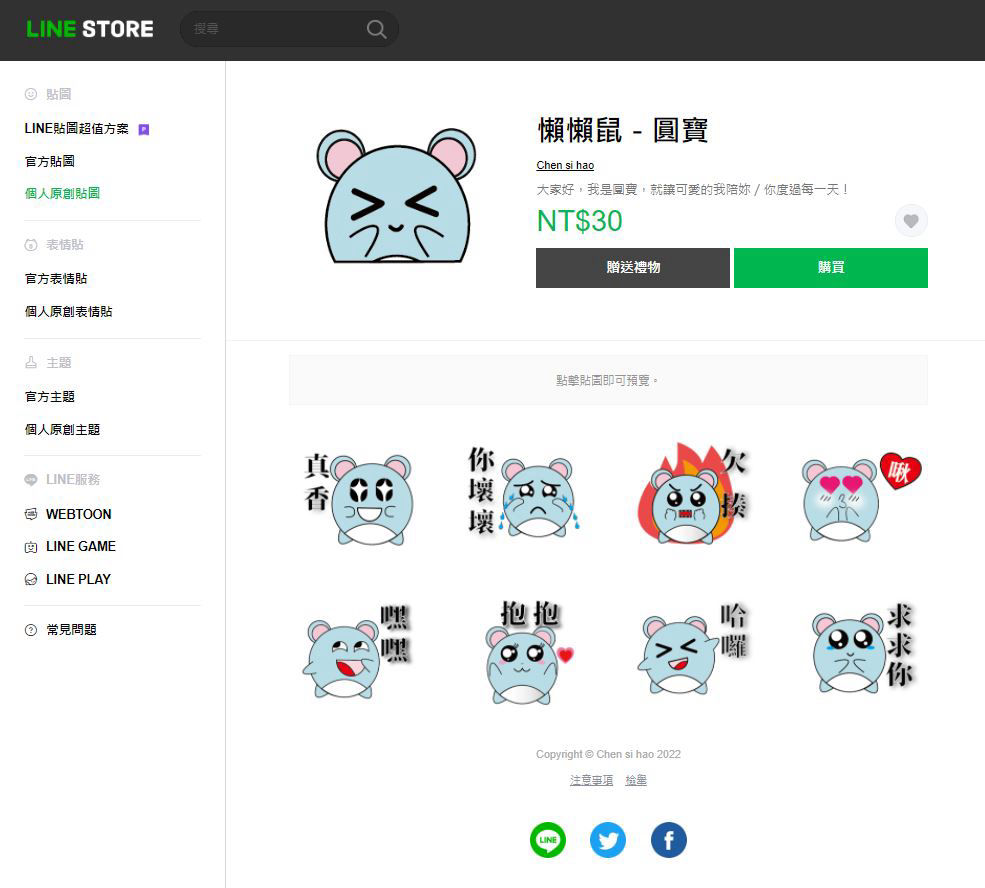 LINE STORE
搜尋
貼圖
LINE貼圖超值方案
P
官方貼圖
個人原創貼圖
表情貼
官方表情貼
個人原創表情貼
主題
官方主題
個人原創主題
LINE服務
WEBTOON
LINE GAME
LINE PLAY
常見問題
懶懶鼠 - 圓寶
Chen si hao
大家好，我是圓寶，就讓可愛的我陪妳 / 你度過每一天！
NT$30
贈送禮物
購買
點擊貼圖即可預覽。
真香
你壞壞
欠揍
啾
嘿嘿
抱抱
哈囉
求求你
Copyright © Chen si hao 2022
注意事項 檢舉
LINE